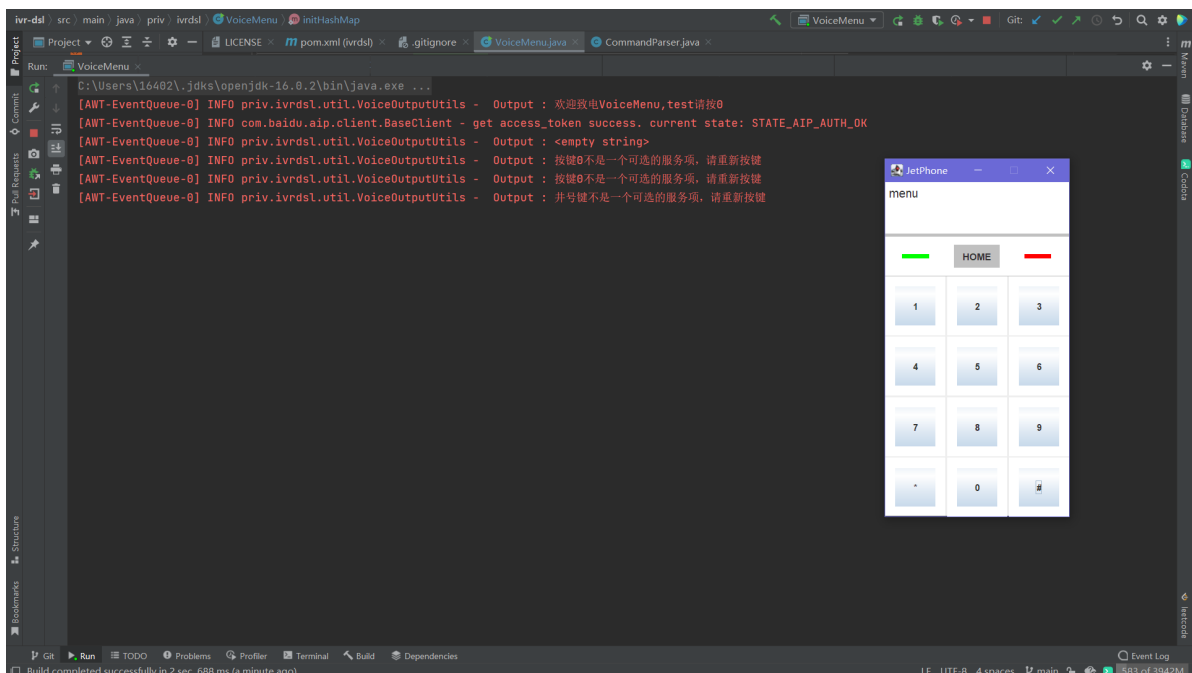 ivr-dsl › src › main › java › priv › ivrdsl › VoiceMenu › initHashMap
VoiceMenu
Git:
Project
LICENSE
pom.xml (ivrdsl)
.gitignore
VoiceMenu.java
CommandParser.java
Run:
VoiceMenu
C:\Users\16402\.jdks\openjdk-16.0.2\bin\java.exe ...
[AWT-EventQueue-0] INFO priv.ivrdsl.util.VoiceOutputUtils - Output : 欢迎致电VoiceMenu,test请按0
[AWT-EventQueue-0] INFO com.baidu.aip.client.BaseClient - get access_token success. current state: STATE_AIP_AUTH_OK
[AWT-EventQueue-0] INFO priv.ivrdsl.util.VoiceOutputUtils - Output : <empty string>
[AWT-EventQueue-0] INFO priv.ivrdsl.util.VoiceOutputUtils - Output : 按键0不是一个可选的服务项，请重新按键
[AWT-EventQueue-0] INFO priv.ivrdsl.util.VoiceOutputUtils - Output : 按键0不是一个可选的服务项，请重新按键
[AWT-EventQueue-0] INFO priv.ivrdsl.util.VoiceOutputUtils - Output : 井号键不是一个可选的服务项，请重新按键
JetPhone
menu
HOME
1 2 3
4 5 6
7 8 9
* 0 #
Project
Commit
Pull Requests
Structure
Bookmarks
Maven
Database
Codota
leetcode
Git
Run
TODO
Problems
Profiler
Terminal
Build
Dependencies
Event Log
Build completed successfully in 2 sec, 688 ms (a minute ago)
LF UTF-8 4 spaces main 583 of 3942M